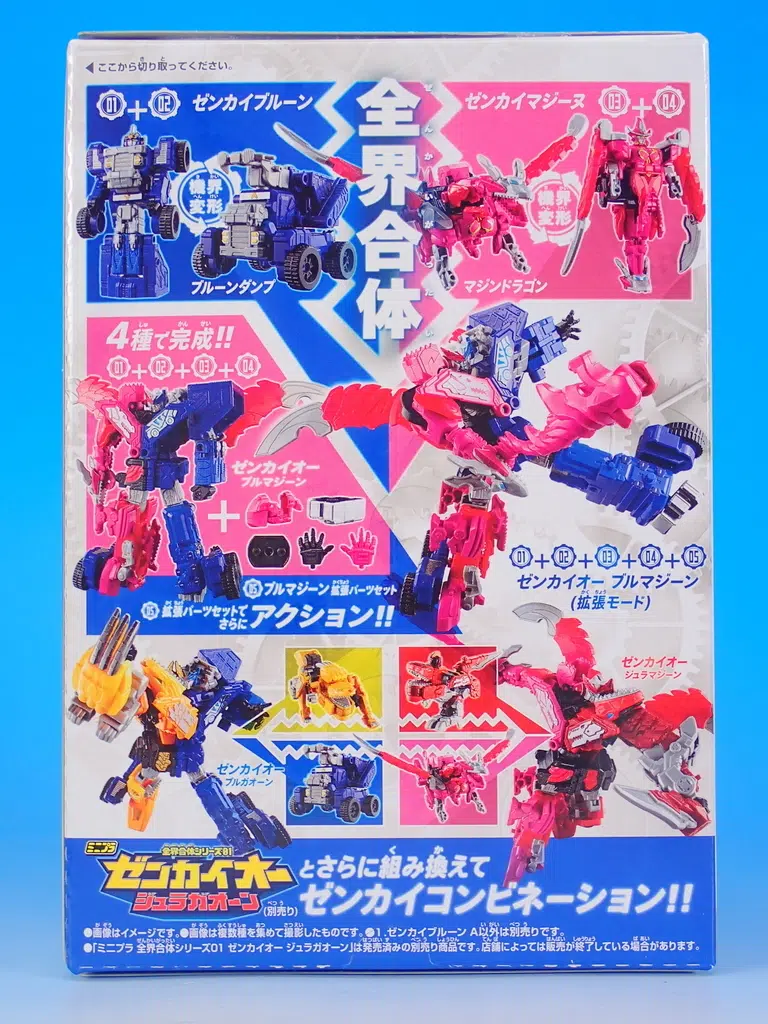 ◀ここから切り取ってください。
01+02 ゼンカイブルーン
ゼンカイマジーヌ 03+04
全界合体
ぜんかいがったい
機界変形
機界変形
ブルーンダンプ
マジンドラゴン
4種で完成!!
01+02+03+04
ゼンカイオー
ブルマジーン
+
05 ブルマジーン 拡張パーツセット
05 拡張パーツセットで
さらにアクション!!
01+02+03+04+05
ゼンカイオー ブルマジーン
(拡張モード)
ゼンカイオー
ジュラマジーン
ゼンカイオー
ブルガオーン
ミニプラ
全界合体シリーズ01
ゼンカイオー
ジュラガオーン
(別売り)
とさらに組み換えて
ゼンカイコンビネーション!!
●画像はイメージです。●画像は複数種を集めて撮影したものです。●1.ゼンカイブルーン A以外は別売りです。
●「ミニプラ 全界合体シリーズ01 ゼンカイオー ジュラガオーン」は発売済みの別売り商品です。店舗によっては販売が終了している場合があります。